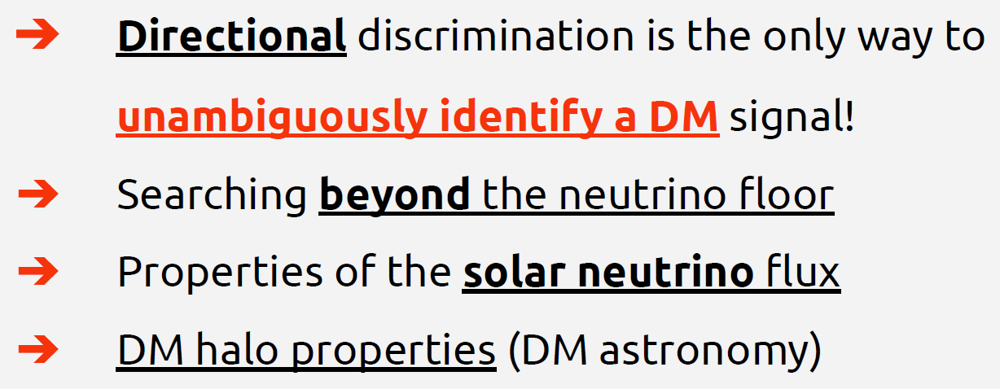 ➔ Directional discrimination is the only way to
unambiguously identify a DM signal!
➔ Searching beyond the neutrino floor
➔ Properties of the solar neutrino flux
➔ DM halo properties (DM astronomy)